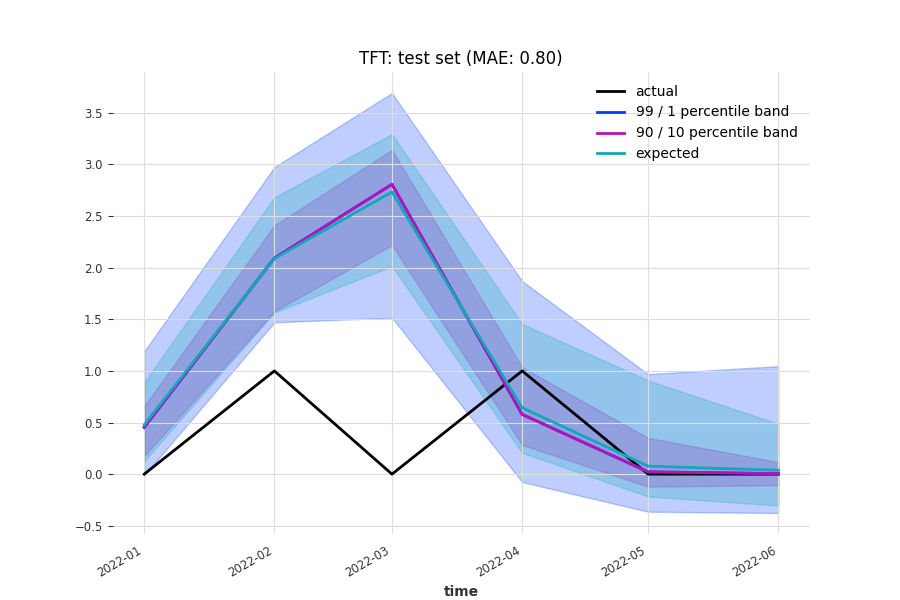 TFT: test set (MAE: 0.80)
actual
99 / 1 percentile band
90 / 10 percentile band
expected
3.5
3.0
2.5
2.0
1.5
1.0
0.5
0.0
−0.5
2022-01
2022-02
2022-03
2022-04
2022-05
2022-06
time